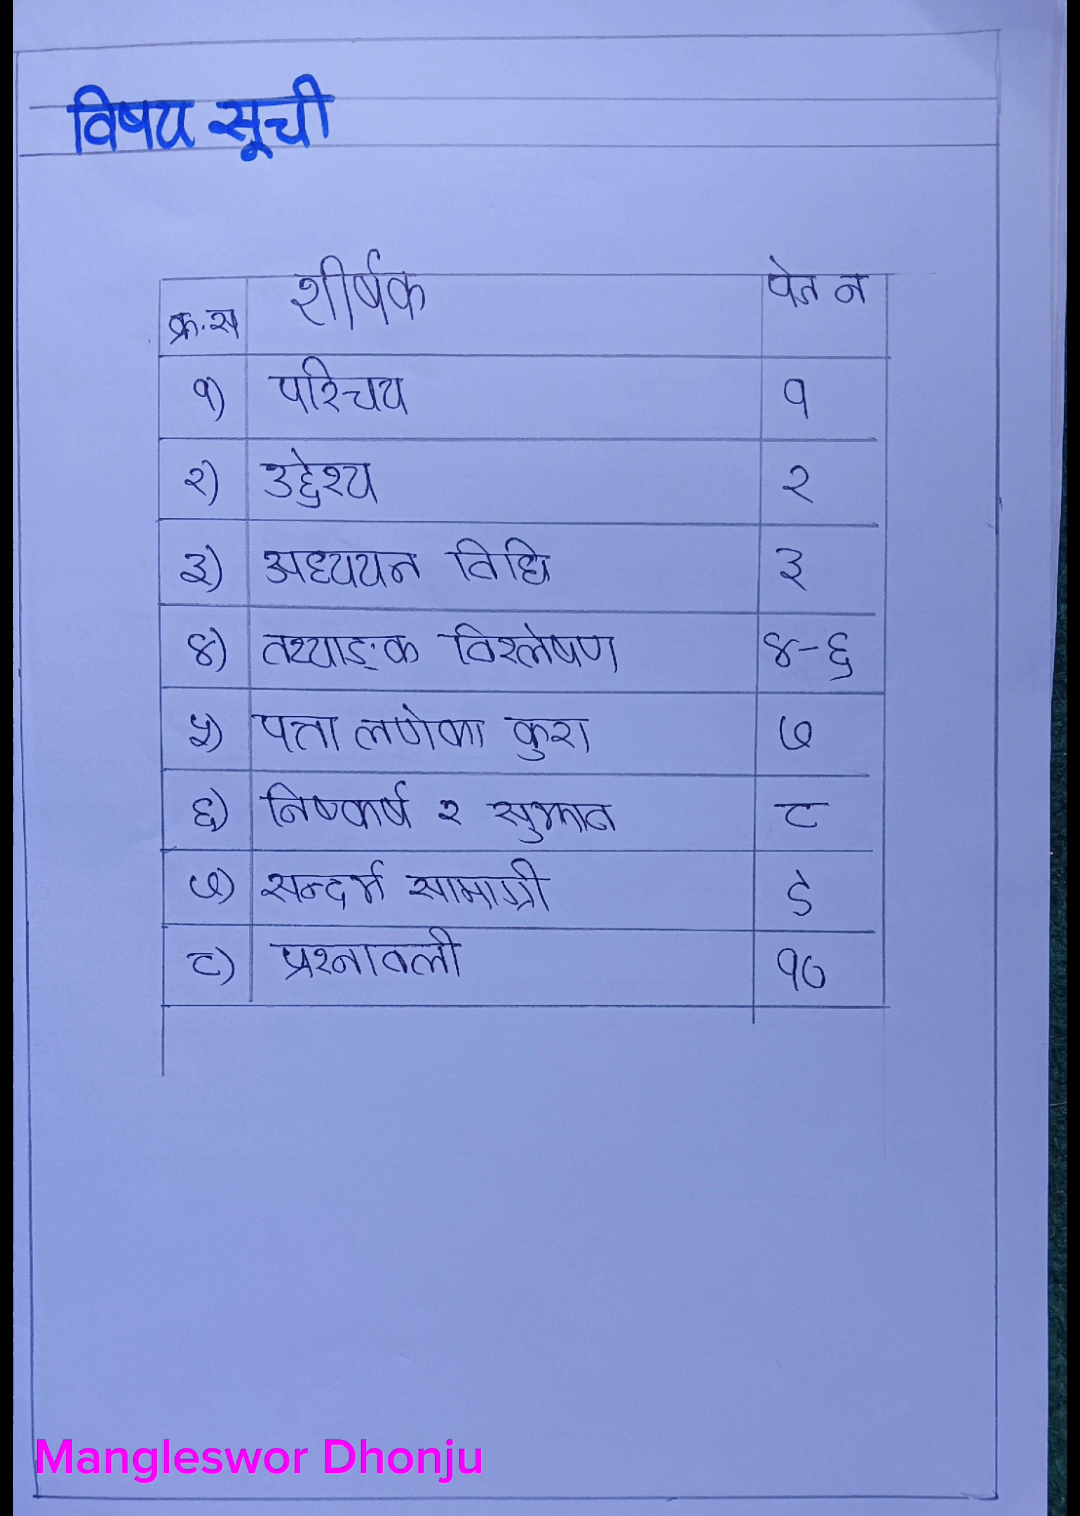 विषय सूची
क्र.स शीर्षक पेज न
१) परिचय १
२) उद्देश्य २
३) अध्ययन विधि ३
४) तथ्याङ्क विश्लेषण ४-६
५) पत्ता लगेका कुरा ७
६) निष्कर्ष र सुझाव ८
७) सन्दर्भ सामाग्री ९
८) प्रश्नावली १०
Mangleswor Dhonju